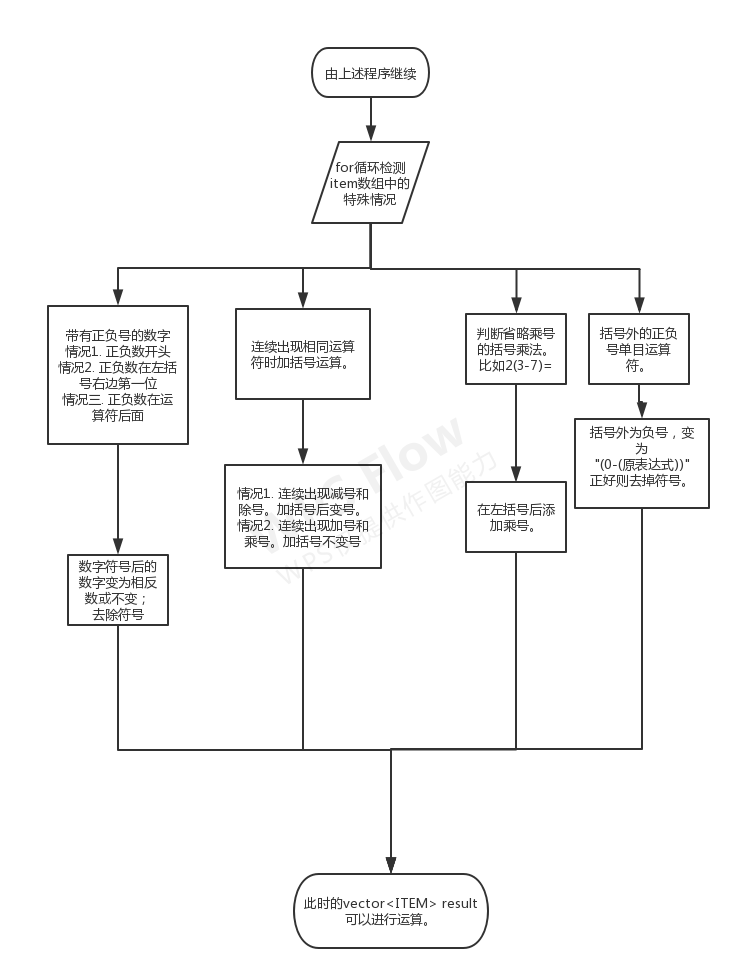 由上述程序继续
for循环检测
item数组中的
特殊情况
带有正负号的数字
情况1. 正负数开头
情况2. 正负数在左括
号右边第一位
情况三. 正负数在运
算符后面
连续出现相同运算
符时加括号运算。
判断省略乘号
的括号乘法。
比如2(3-7)=
括号外的正负
号单目运算
符。
括号外为负号，变
为
"(0-(原表达式))"
正好则去掉符号。
情况1. 连续出现减号和
除号。加括号后变号。
情况2. 连续出现加号和
乘号。加括号不变号
在左括号后添
加乘号。
数字符号后的
数字变为相反
数或不变；
去除符号
此时的vector<ITEM> result
可以进行运算。